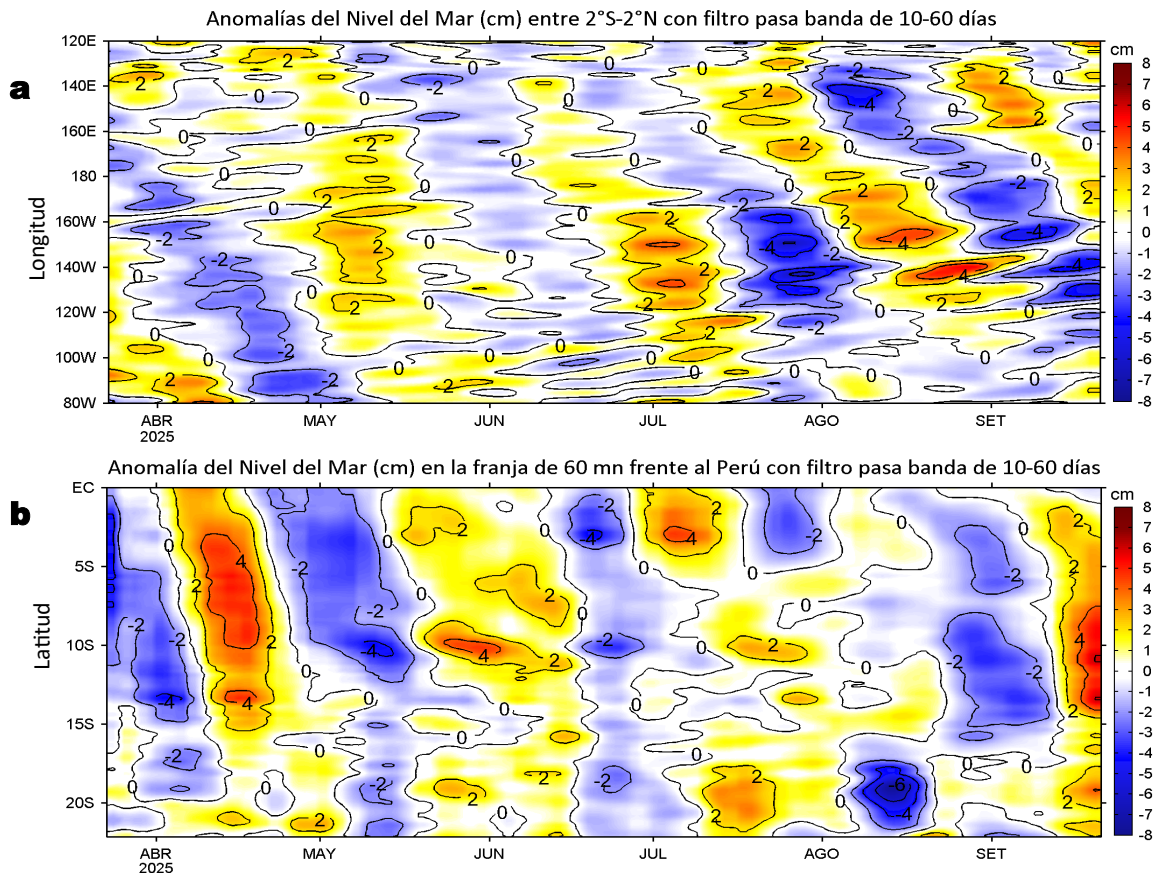 Anomalías del Nivel del Mar (cm) entre 2°S-2°N con filtro pasa banda de 10-60 días
a
Longitud
120E
140E
160E
180
160W
140W
120W
100W
80W
ABR MAY JUN JUL AGO SET
2025
cm
8
7
6
5
4
3
2
1
0
-1
-2
-3
-4
-5
-6
-7
-8
Anomalía del Nivel del Mar (cm) en la franja de 60 mn frente al Perú con filtro pasa banda de 10-60 días
b
Latitud
EC
5S
10S
15S
20S
ABR MAY JUN JUL AGO SET
2025
cm
8
7
6
5
4
3
2
1
0
-1
-2
-3
-4
-5
-6
-7
-8